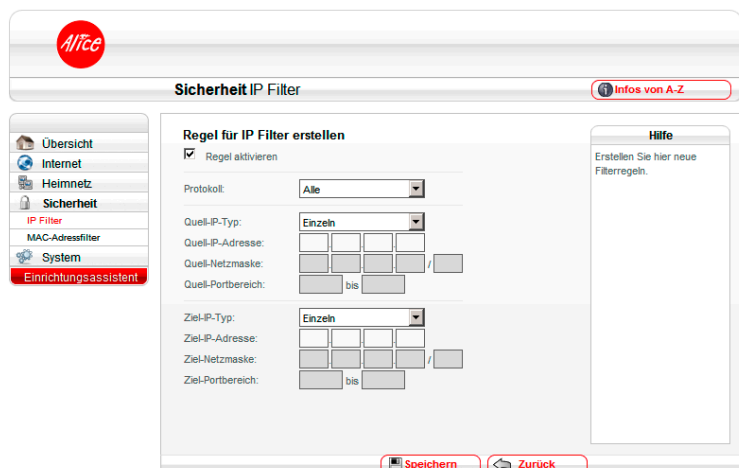 Alice
Sicherheit IP Filter
Infos von A-Z
Übersicht
Internet
Heimnetz
Sicherheit
IP Filter
MAC-Adressfilter
System
Einrichtungsassistent
Regel für IP Filter erstellen
Regel aktivieren
Protokoll: Alle
Quell-IP-Typ: Einzeln
Quell-IP-Adresse: . . .
Quell-Netzmaske: . . . /
Quell-Portbereich: bis
Ziel-IP-Typ: Einzeln
Ziel-IP-Adresse: . . .
Ziel-Netzmaske: . . . /
Ziel-Portbereich: bis
Speichern
Zurück
Hilfe
Erstellen Sie hier neue
Filterregeln.